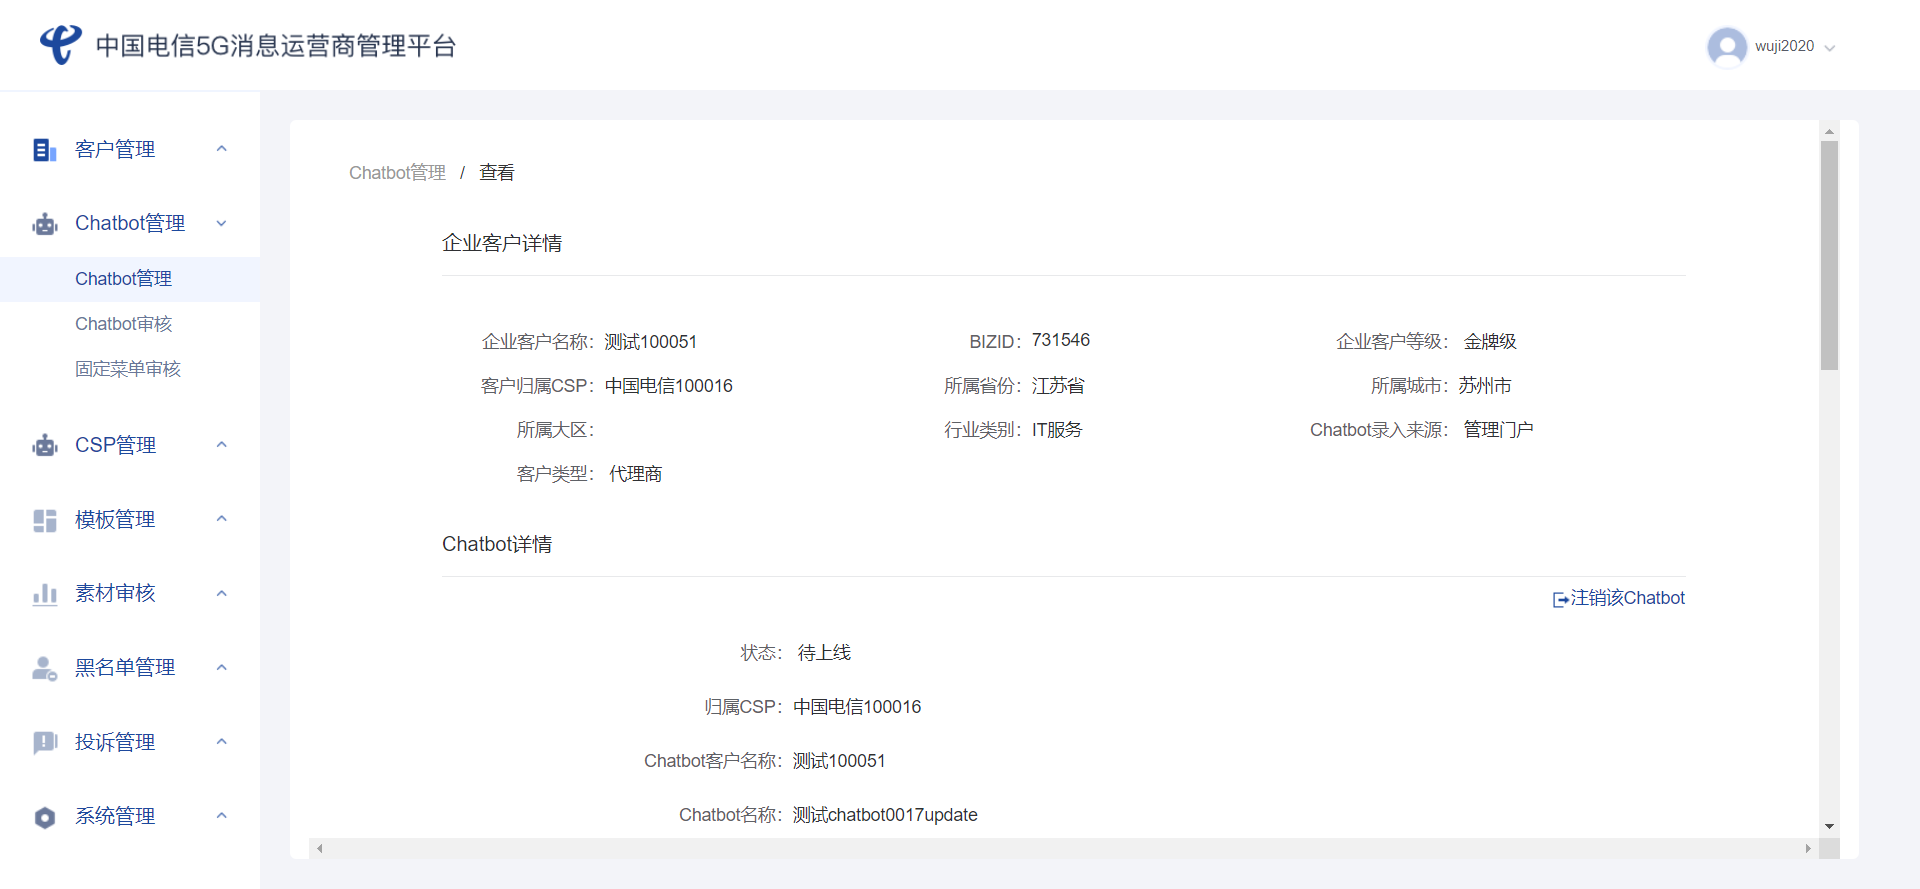 中国电信5G消息运营商管理平台
wuji2020
客户管理
Chatbot管理
Chatbot管理
Chatbot审核
固定菜单审核
CSP管理
模板管理
素材审核
黑名单管理
投诉管理
系统管理
Chatbot管理 / 查看
企业客户详情
企业客户名称： 测试100051 BIZID： 731546 企业客户等级： 金牌级
客户归属CSP： 中国电信100016 所属省份： 江苏省 所属城市： 苏州市
所属大区： 行业类别： IT服务 Chatbot录入来源： 管理门户
客户类型： 代理商
Chatbot详情
注销该Chatbot
状态： 待上线
归属CSP： 中国电信100016
Chatbot客户名称： 测试100051
Chatbot名称： 测试chatbot0017update